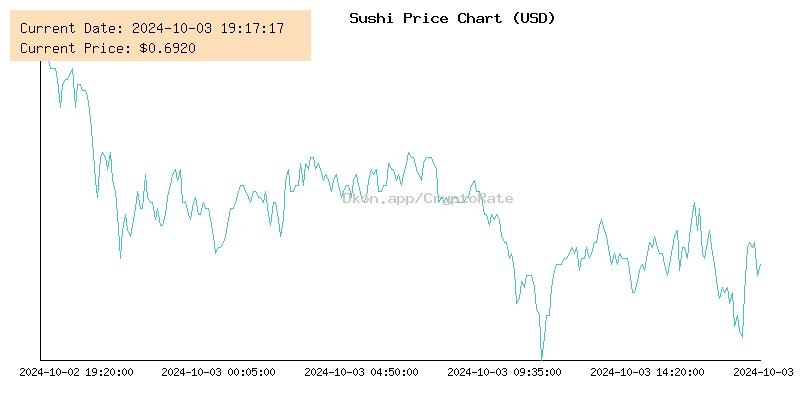 Sushi Price Chart (USD)
Current Date: 2024-10-03 19:17:17
Current Price: $0.6920
Dkon.app/CryptoRate
2024-10-02 19:20:00 2024-10-03 00:05:00 2024-10-03 04:50:00 2024-10-03 09:35:00 2024-10-03 14:20:00 2024-10-03